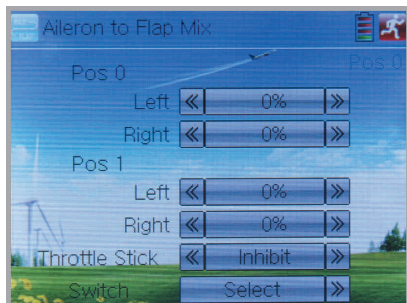 Aileron to Flap Mix
Pos 0
Pos 0
Left « 0% »
Right « 0% »
Pos 1
Left « 0% »
Right « 0% »
Throttle Stick « Inhibit »
Switch Select »